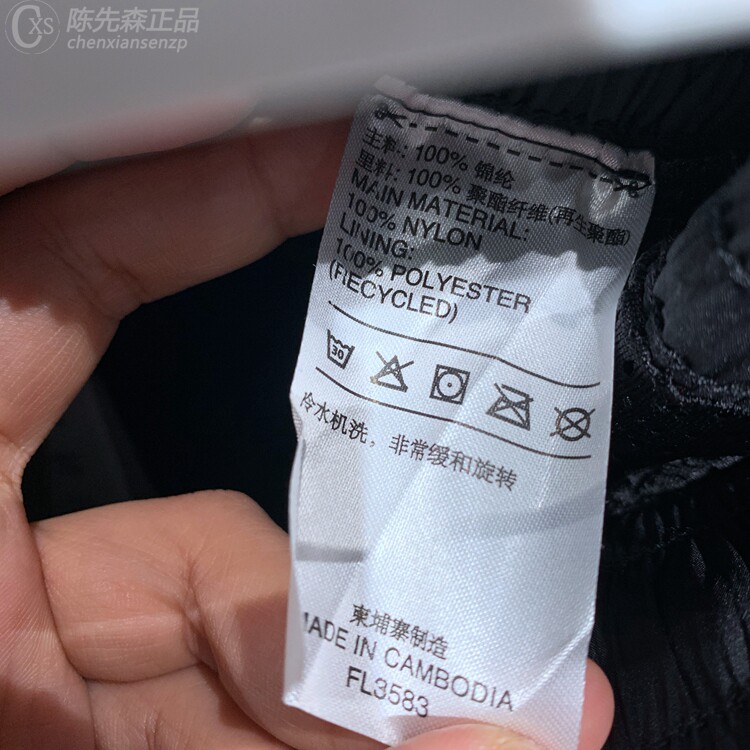 CXS 陈先森正品
chenxiansenzp
主料: 100% 锦纶
里料: 100% 聚酯纤维(再生聚酯)
MAIN MATERIAL:
100% NYLON
LINING:
100% POLYESTER
(RECYCLED)
30
冷水机洗，非常缓和旋转
柬埔寨制造
MADE IN CAMBODIA
FL3583